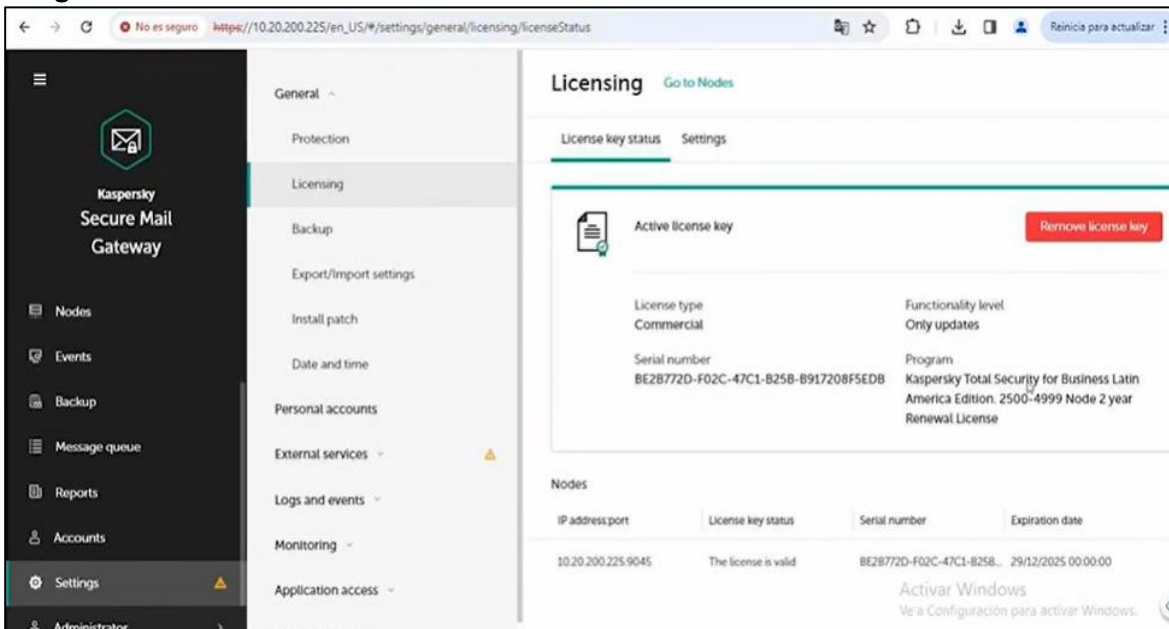 No es seguro https://10.20.200.225/en_US/#/settings/general/licensing/licenseStatus
Reinicia para actualizar
Kaspersky
Secure Mail
Gateway
Nodes
Events
Backup
Message queue
Reports
Accounts
Settings
Administrator
General
Protection
Licensing
Backup
Export/Import settings
Install patch
Date and time
Personal accounts
External services
Logs and events
Monitoring
Application access
Licensing Go to Nodes
License key status Settings
Active license key
Remove license key
License type
Commercial
Functionality level
Only updates
Serial number
BE2B772D-F02C-47C1-B25B-B917208F5EDB
Program
Kaspersky Total Security for Business Latin
America Edition. 2500-4999 Node 2 year
Renewal License
Nodes
IP address:port License key status Serial number Expiration date
10.20.200.225:9045 The license is valid BE2B772D-F02C-47C1-B25B... 29/12/2025 00:00:00
Activar Windows
Ve a Configuración para activar Windows.